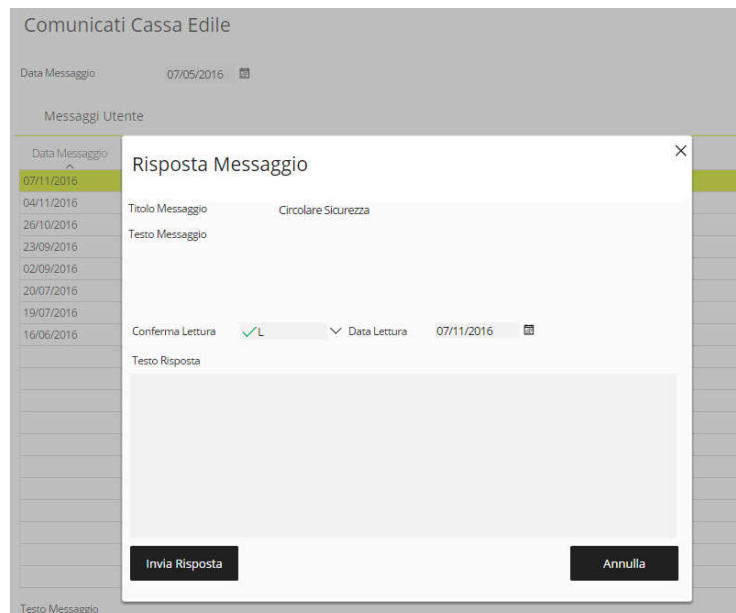 Comunicati Cassa Edile
Data Messaggio 07/05/2016
Messaggi Utente
Data Messaggio
07/11/2016
04/11/2016
26/10/2016
23/09/2016
02/09/2016
20/07/2016
19/07/2016
16/06/2016
Risposta Messaggio
Titolo Messaggio Circolare Sicurezza
Testo Messaggio
Conferma Lettura L Data Lettura 07/11/2016
Testo Risposta
Invia Risposta Annulla
Testo Messaggio